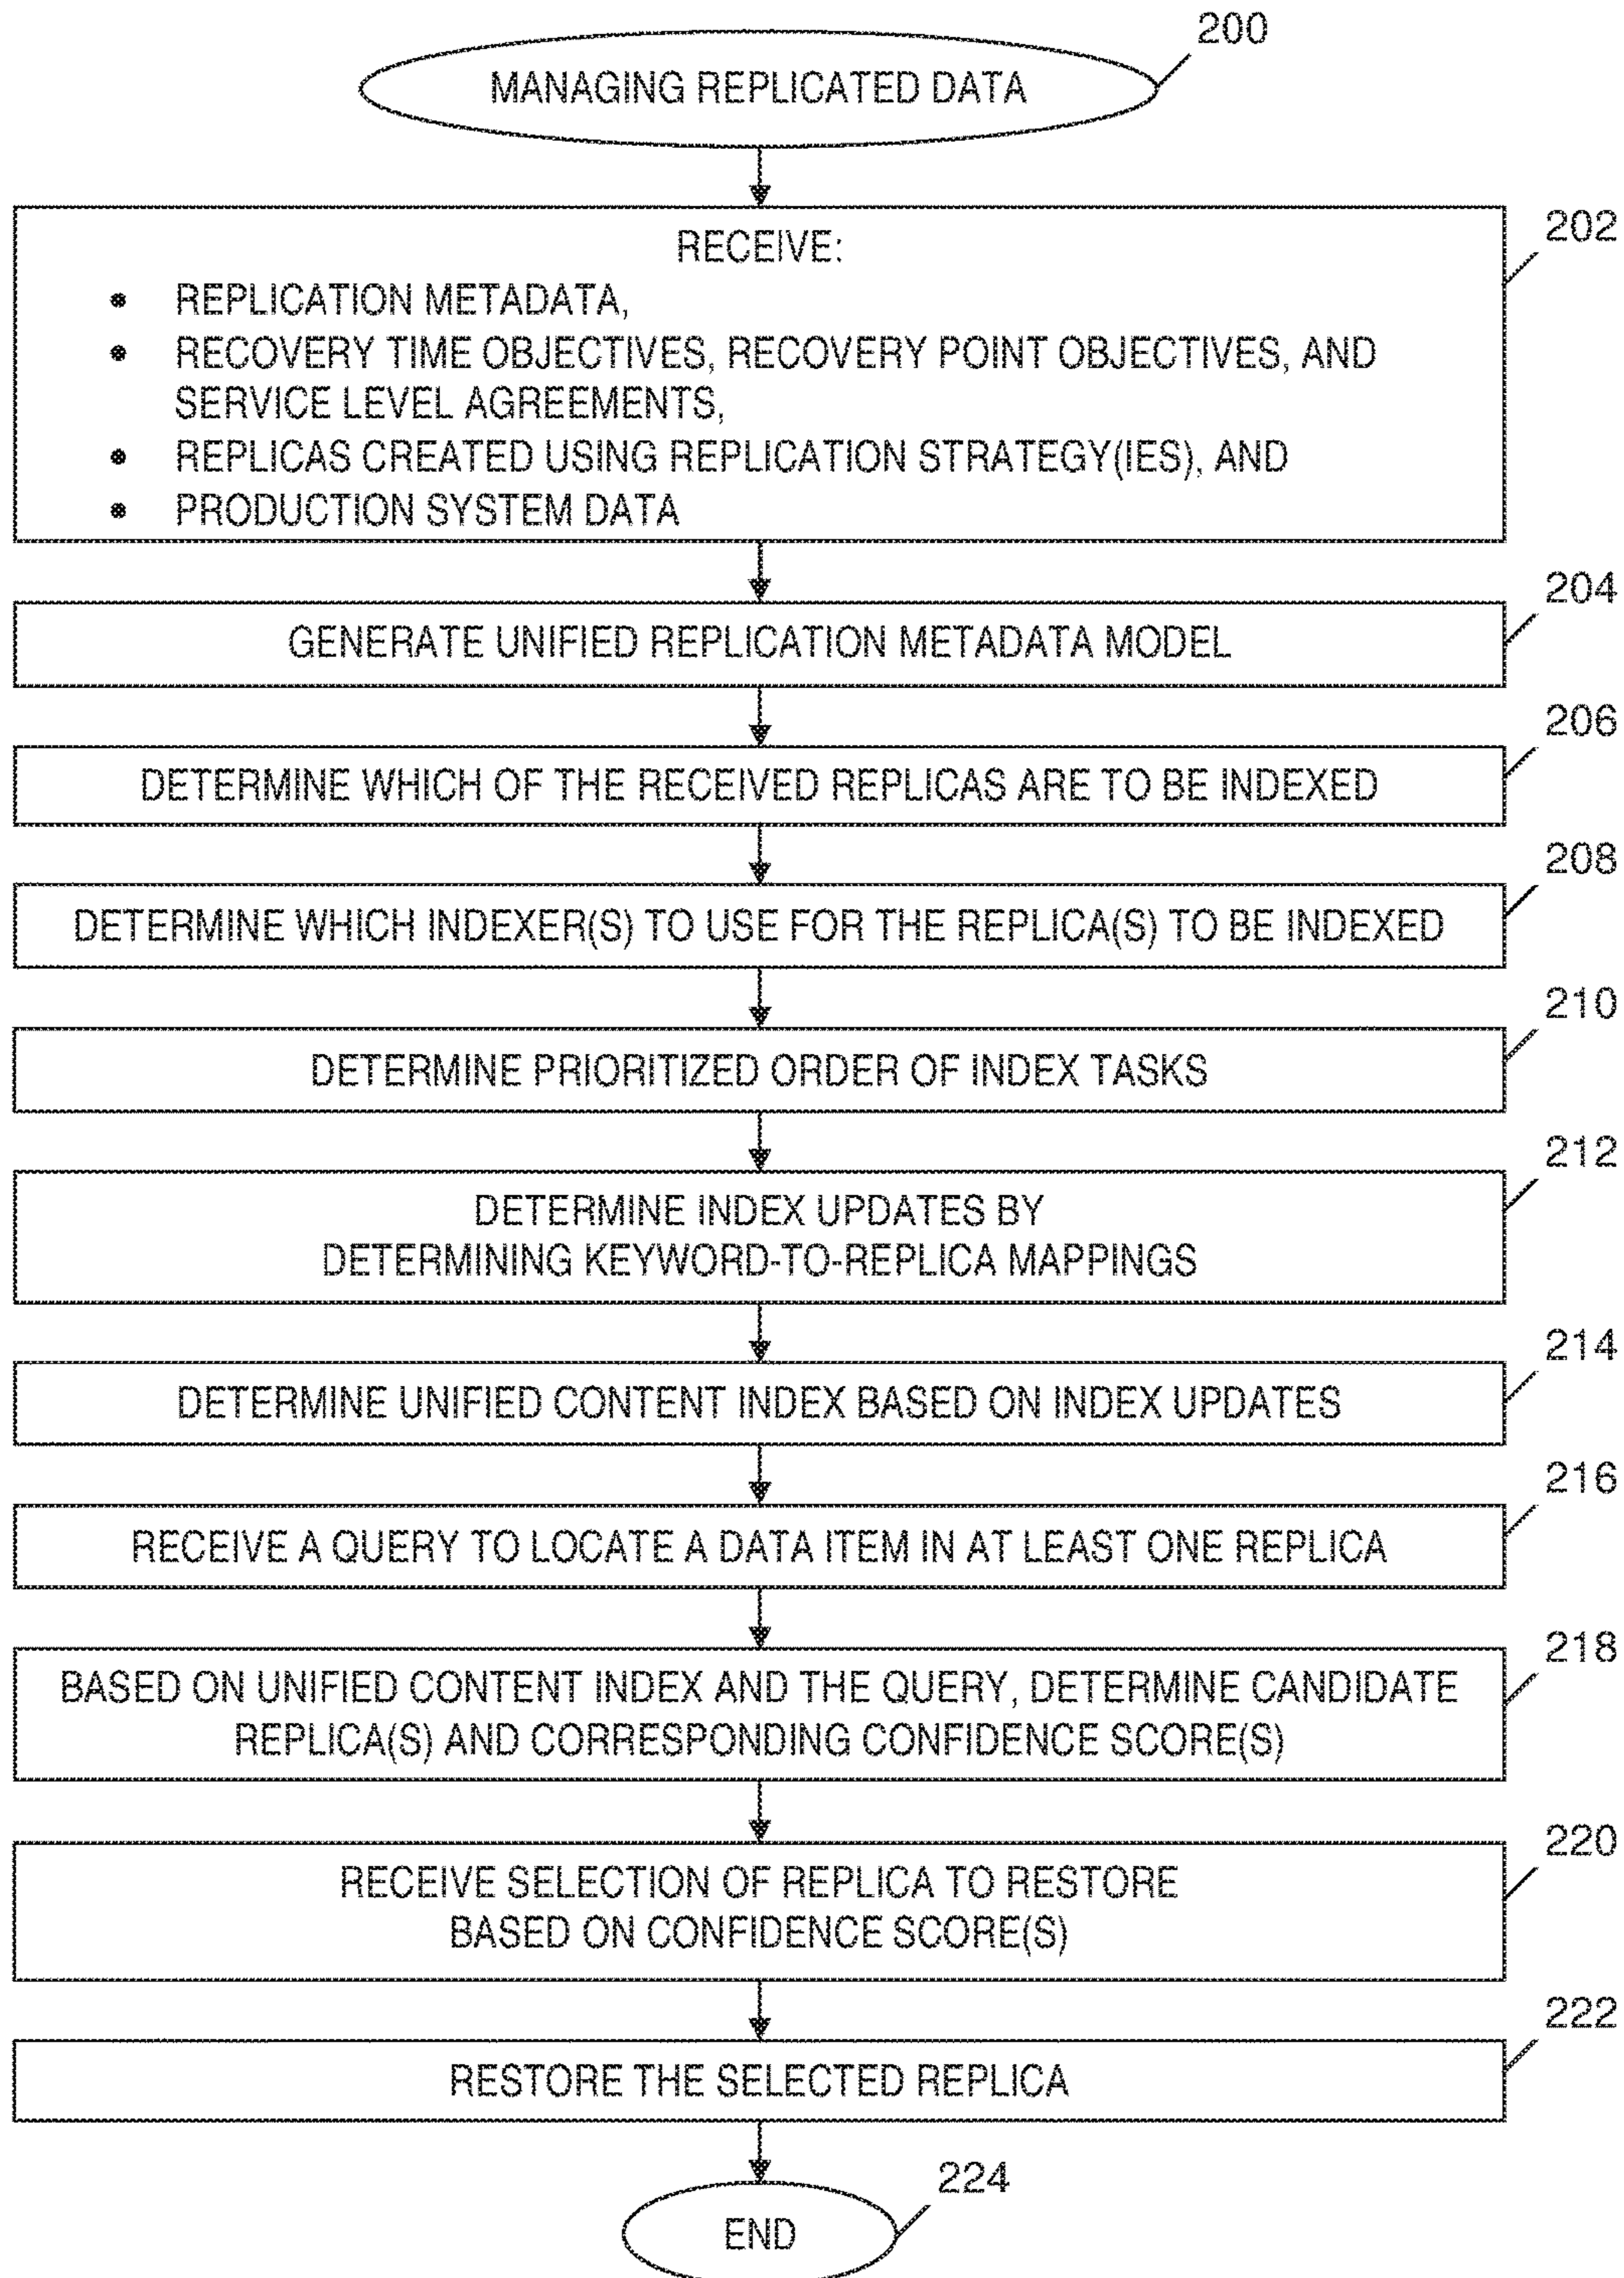 200
MANAGING REPLICATED DATA
202
RECEIVE:
• REPLICATION METADATA,
• RECOVERY TIME OBJECTIVES, RECOVERY POINT OBJECTIVES, AND
SERVICE LEVEL AGREEMENTS,
• REPLICAS CREATED USING REPLICATION STRATEGY(IES), AND
• PRODUCTION SYSTEM DATA
204
GENERATE UNIFIED REPLICATION METADATA MODEL
206
DETERMINE WHICH OF THE RECEIVED REPLICAS ARE TO BE INDEXED
208
DETERMINE WHICH INDEXER(S) TO USE FOR THE REPLICA(S) TO BE INDEXED
210
DETERMINE PRIORITIZED ORDER OF INDEX TASKS
212
DETERMINE INDEX UPDATES BY
DETERMINING KEYWORD-TO-REPLICA MAPPINGS
214
DETERMINE UNIFIED CONTENT INDEX BASED ON INDEX UPDATES
216
RECEIVE A QUERY TO LOCATE A DATA ITEM IN AT LEAST ONE REPLICA
218
BASED ON UNIFIED CONTENT INDEX AND THE QUERY, DETERMINE CANDIDATE
REPLICA(S) AND CORRESPONDING CONFIDENCE SCORE(S)
220
RECEIVE SELECTION OF REPLICA TO RESTORE
BASED ON CONFIDENCE SCORE(S)
222
RESTORE THE SELECTED REPLICA
224
END